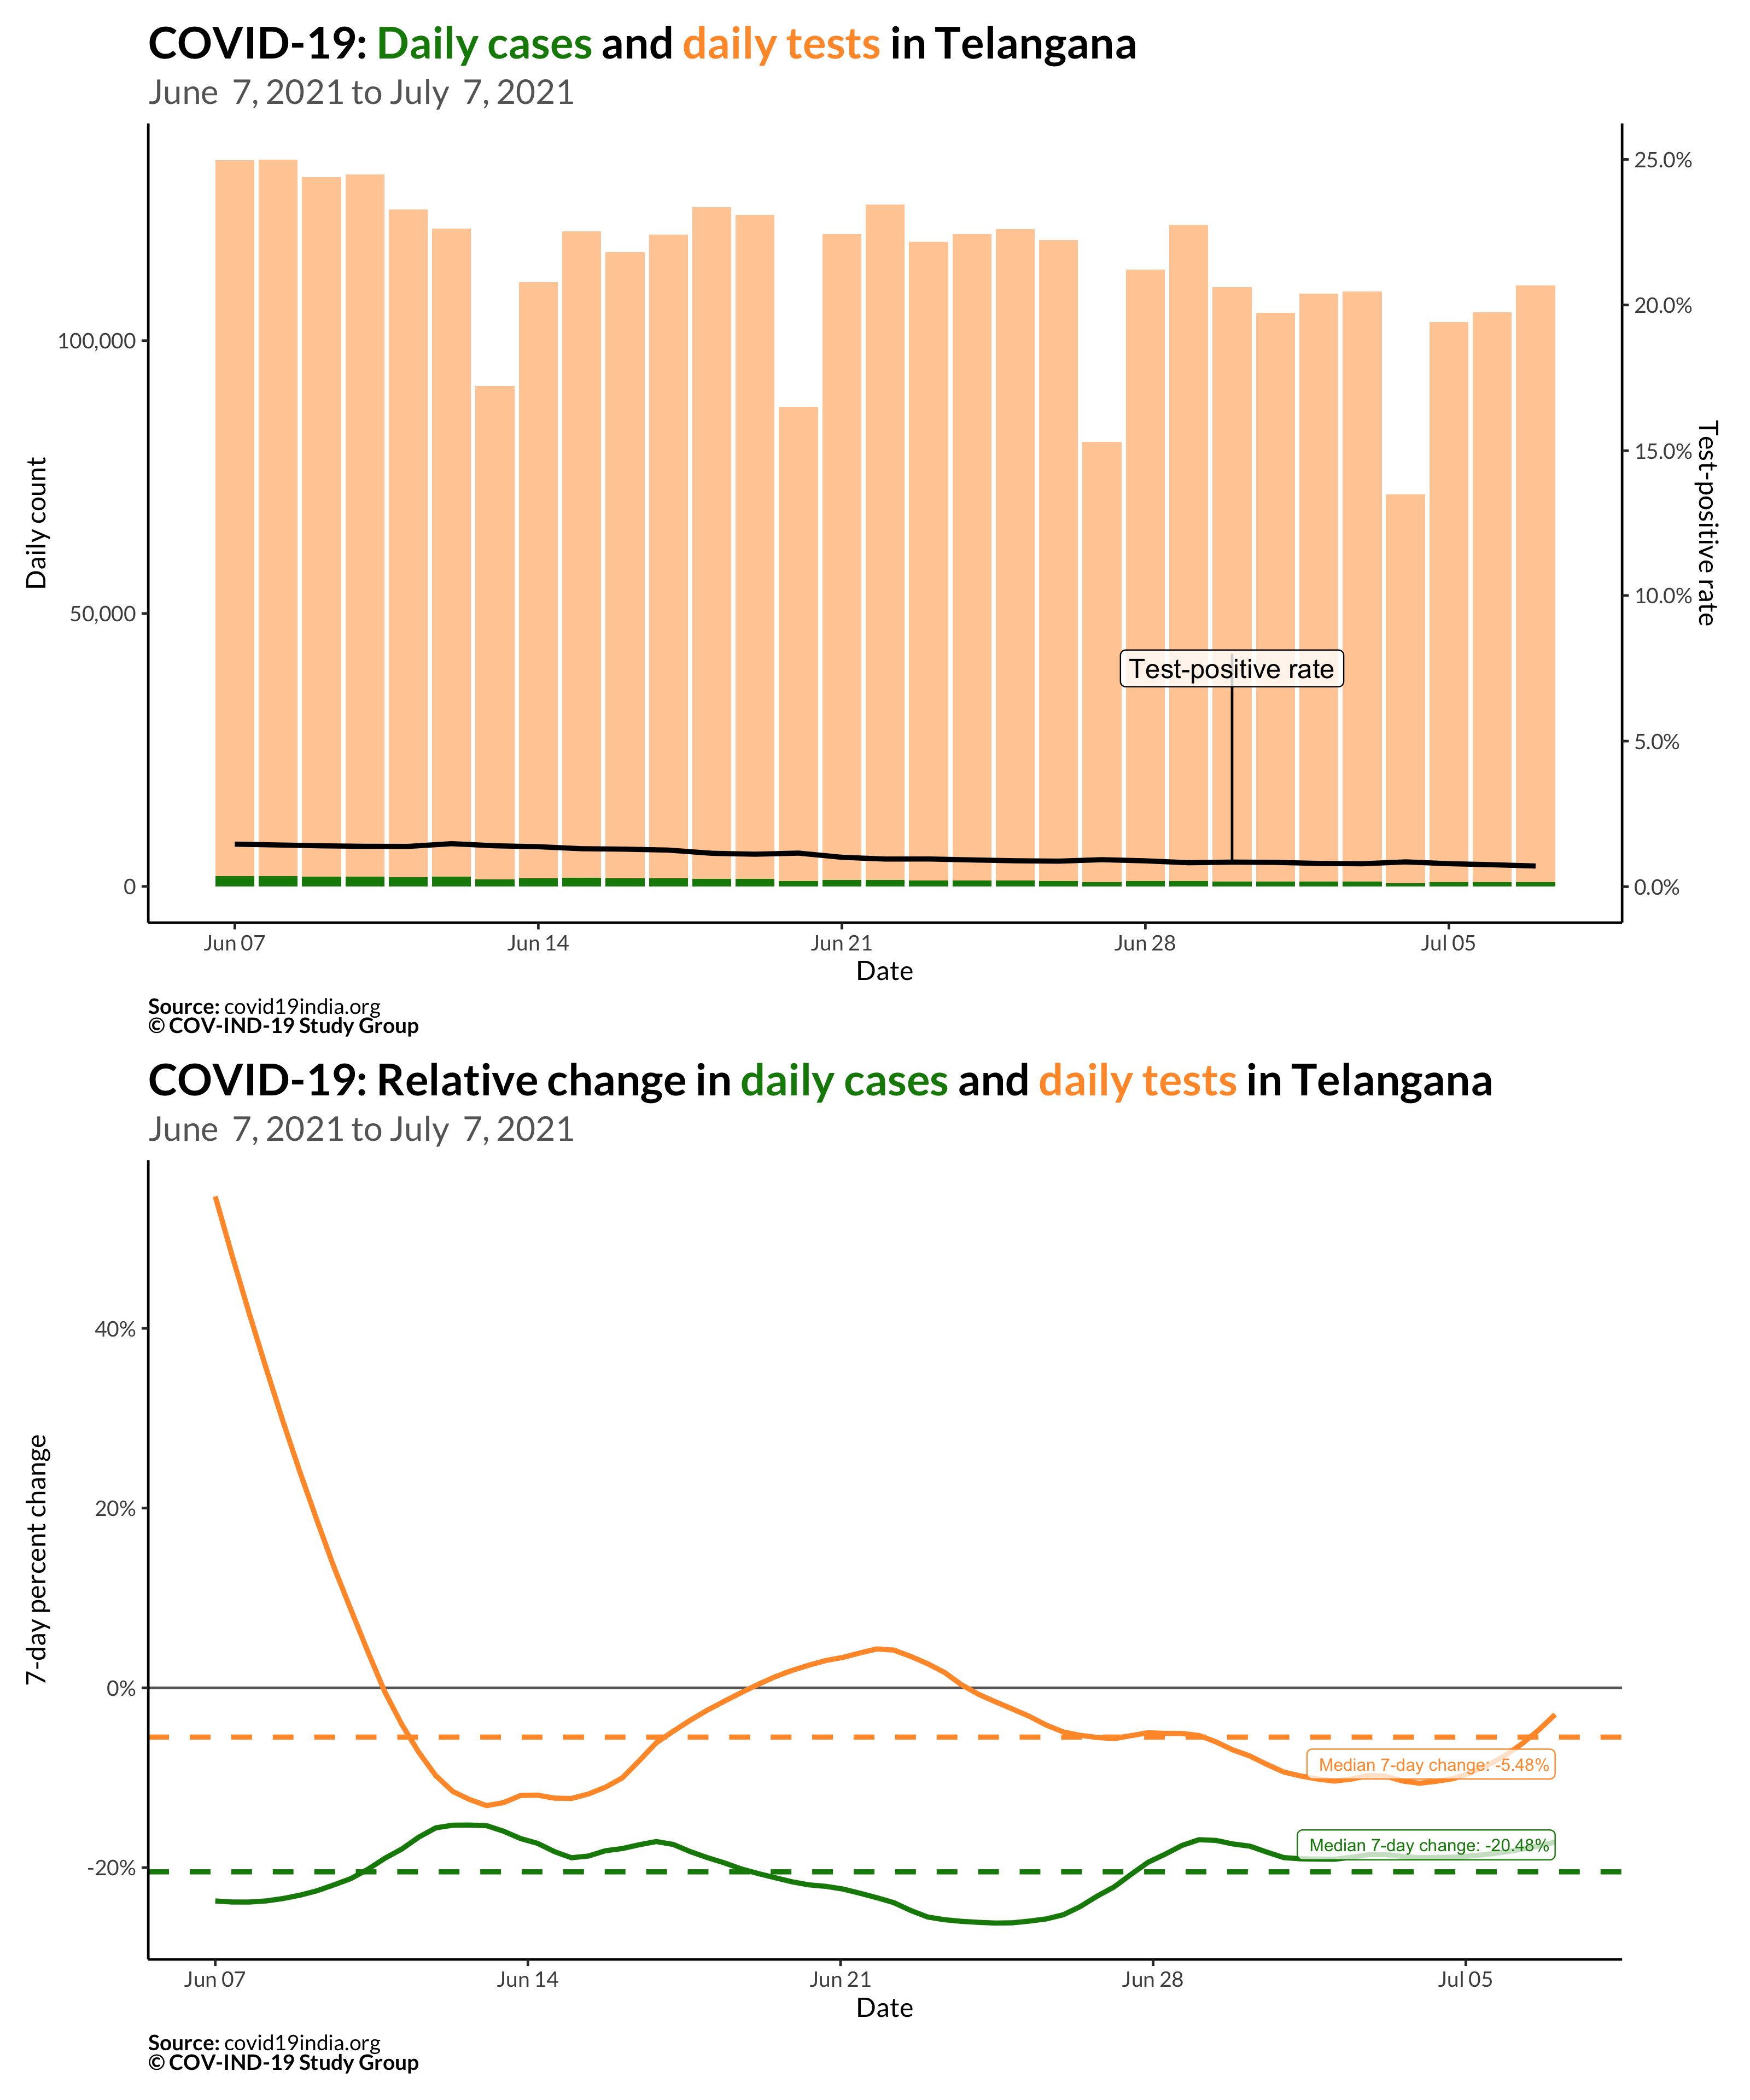 COVID-19: Daily cases and daily tests in Telangana
June 7, 2021 to July 7, 2021
25.0%
20.0%
100,000
15.0%
Daily count
Test-positive rate
10.0%
50,000
Test-positive rate
5.0%
0
0.0%
Jun 07 Jun 14 Jun 21 Jun 28 Jul 05
Date
Source: covid19india.org
© COV-IND-19 Study Group
COVID-19: Relative change in daily cases and daily tests in Telangana
June 7, 2021 to July 7, 2021
40%
20%
7-day percent change
0%
Median 7-day change: -5.48%
Median 7-day change: -20.48%
-20%
Jun 07 Jun 14 Jun 21 Jun 28 Jul 05
Date
Source: covid19india.org
© COV-IND-19 Study Group